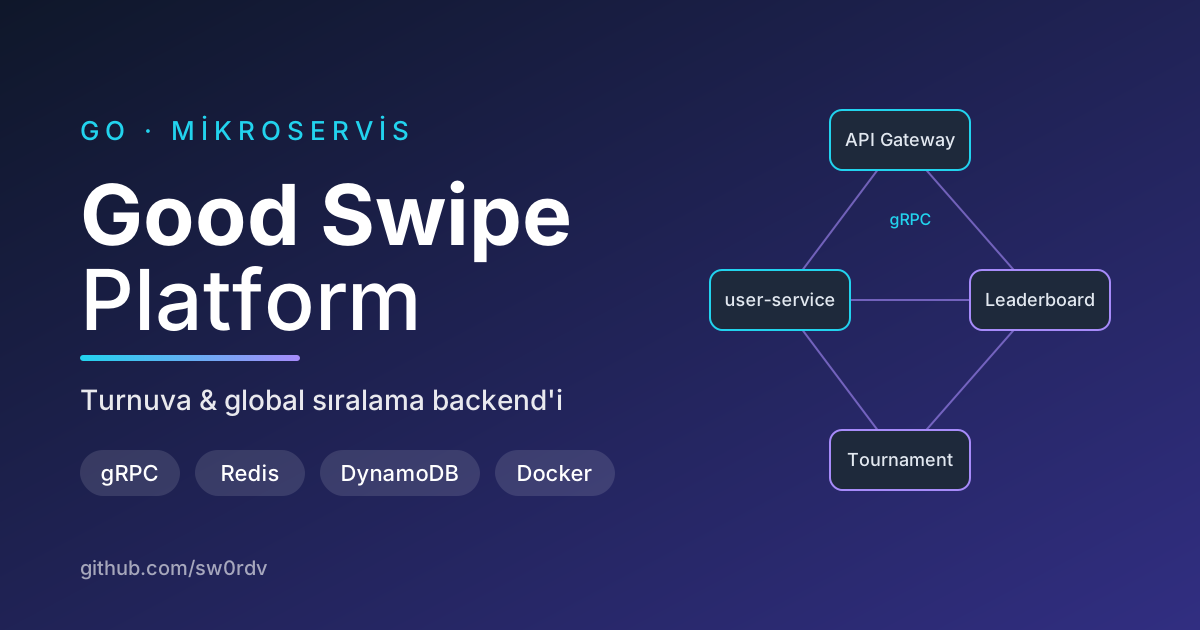 GO · MİKROSERVİS
Good Swipe
Platform
Turnuva & global sıralama backend'i
gRPC
Redis
DynamoDB
Docker
github.com/sw0rdv
API Gateway
gRPC
user-service
Leaderboard
Tournament